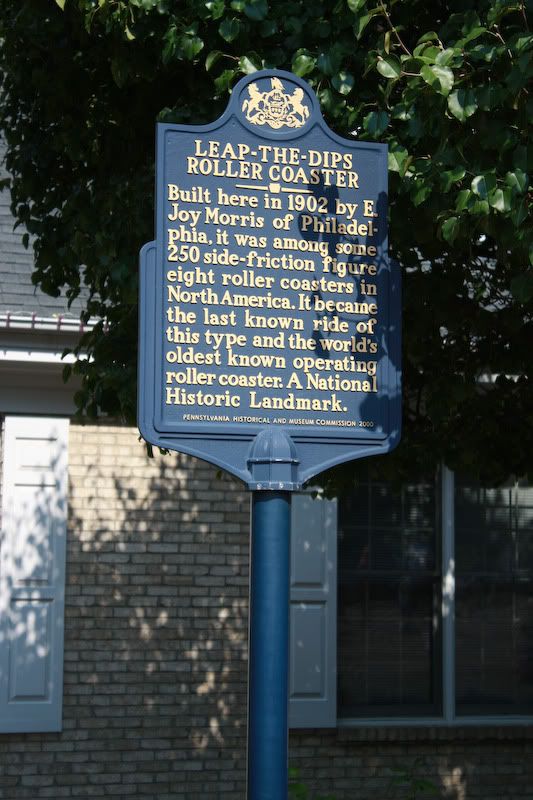 LEAP-THE-DIPS
ROLLER COASTER
Built here in 1902 by E.
Joy Morris of Philadel-
phia, it was among some
250 side-friction figure
eight roller coasters in
North America. It became
the last known ride of
this type and the world's
oldest known operating
roller coaster. A National
Historic Landmark.
PENNSYLVANIA HISTORICAL AND MUSEUM COMMISSION 2000